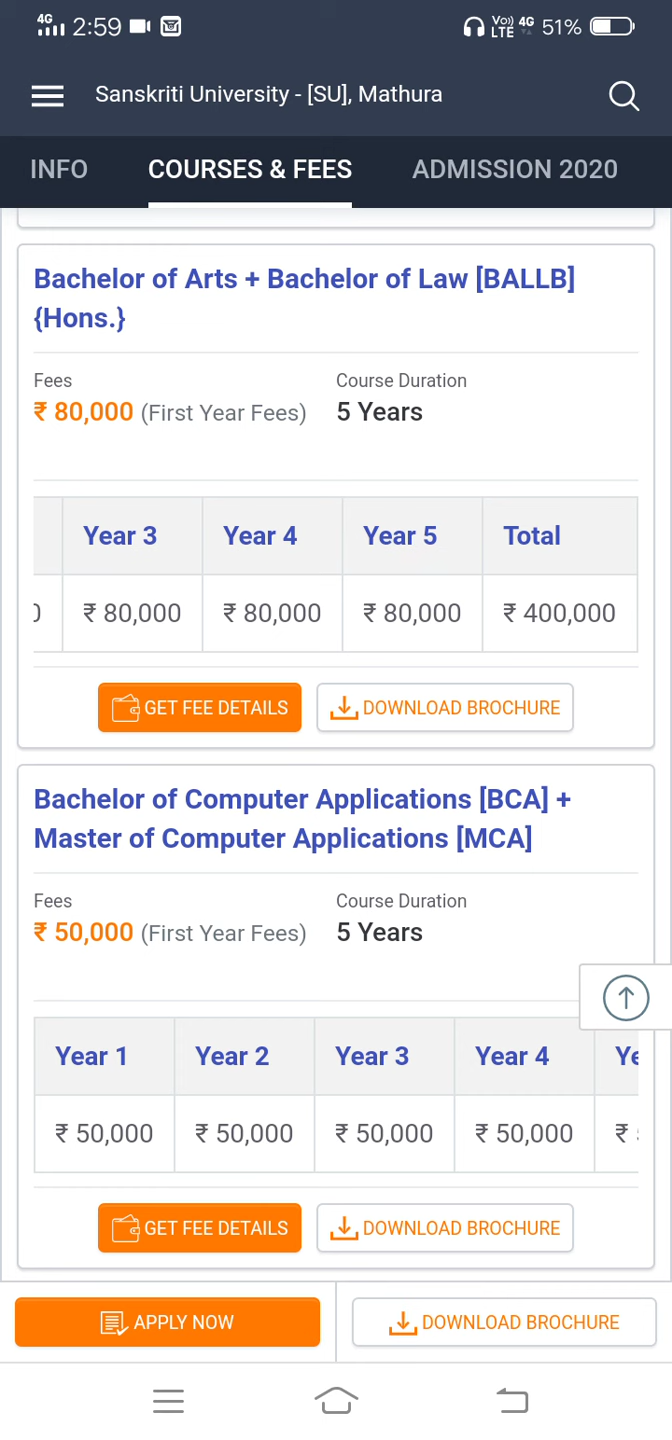 4G 2:59 Vo)) LTE 4G 51%
Sanskriti University - [SU], Mathura
INFO COURSES & FEES ADMISSION 2020
Bachelor of Arts + Bachelor of Law [BALLB]
{Hons.}
Fees Course Duration
₹ 80,000 (First Year Fees) 5 Years
Year 3 Year 4 Year 5 Total
0 ₹ 80,000 ₹ 80,000 ₹ 80,000 ₹ 400,000
GET FEE DETAILS DOWNLOAD BROCHURE
Bachelor of Computer Applications [BCA] +
Master of Computer Applications [MCA]
Fees Course Duration
₹ 50,000 (First Year Fees) 5 Years
Year 1 Year 2 Year 3 Year 4 Ye
₹ 50,000 ₹ 50,000 ₹ 50,000 ₹ 50,000 ₹
GET FEE DETAILS DOWNLOAD BROCHURE
APPLY NOW DOWNLOAD BROCHURE